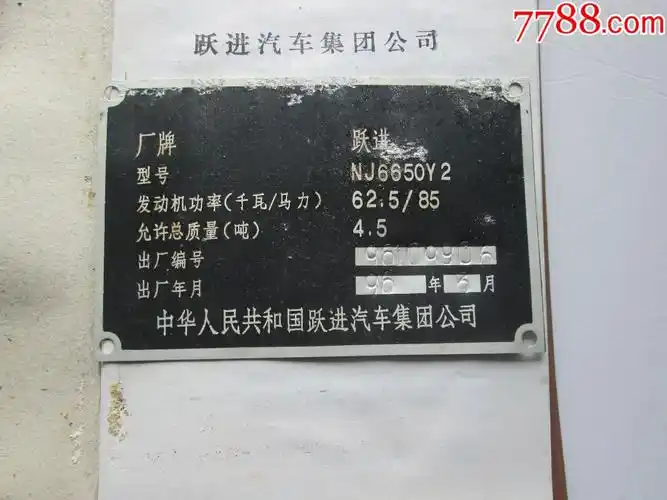 7788.com
跃进汽车集团公司
厂牌 跃进
型号 NJ6650Y2
发动机功率(千瓦/马力) 62.5/85
允许总质量(吨) 4.5
出厂编号
出厂年月 96 年 3 月
中华人民共和国跃进汽车集团公司